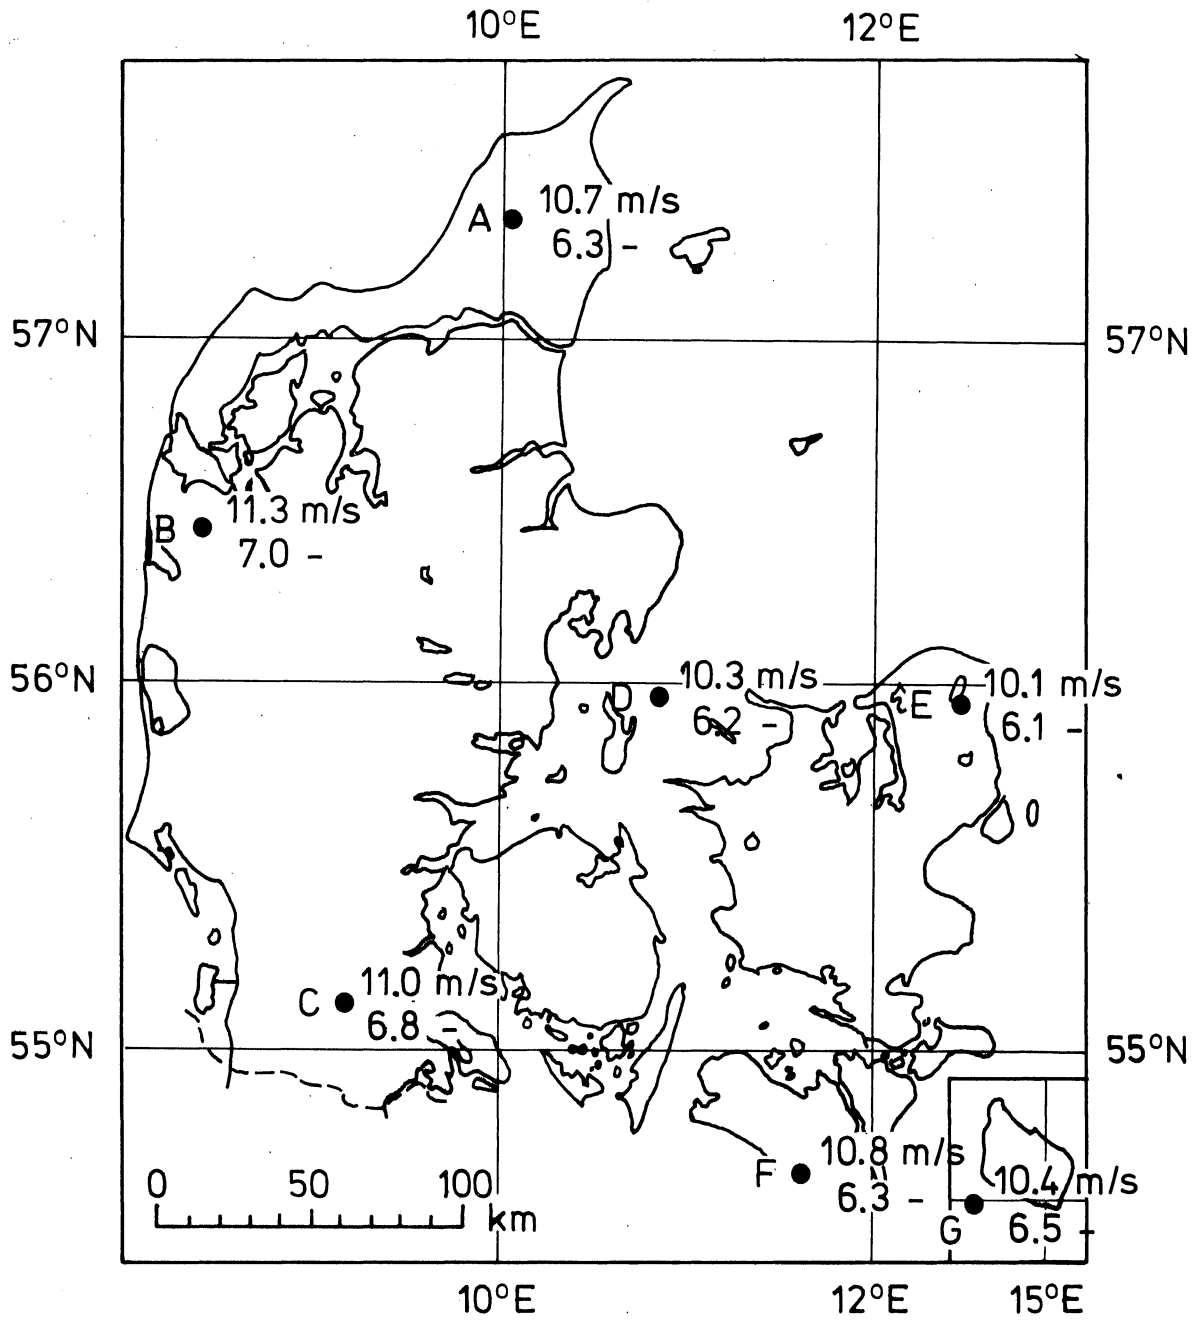 10°E 12°E
A 10.7 m/s
6.3 -
57°N 57°N
B 11.3 m/s
7.0 -
56°N
D 10.3 m/s
6.2 -
E 10.1 m/s
6.1 -
C 11.0 m/s
6.8 -
55°N 55°N
F 10.8 m/s
6.3 -
G 10.4 m/s
6.5 -
0 50 100
km
10°E 12°E 15°E